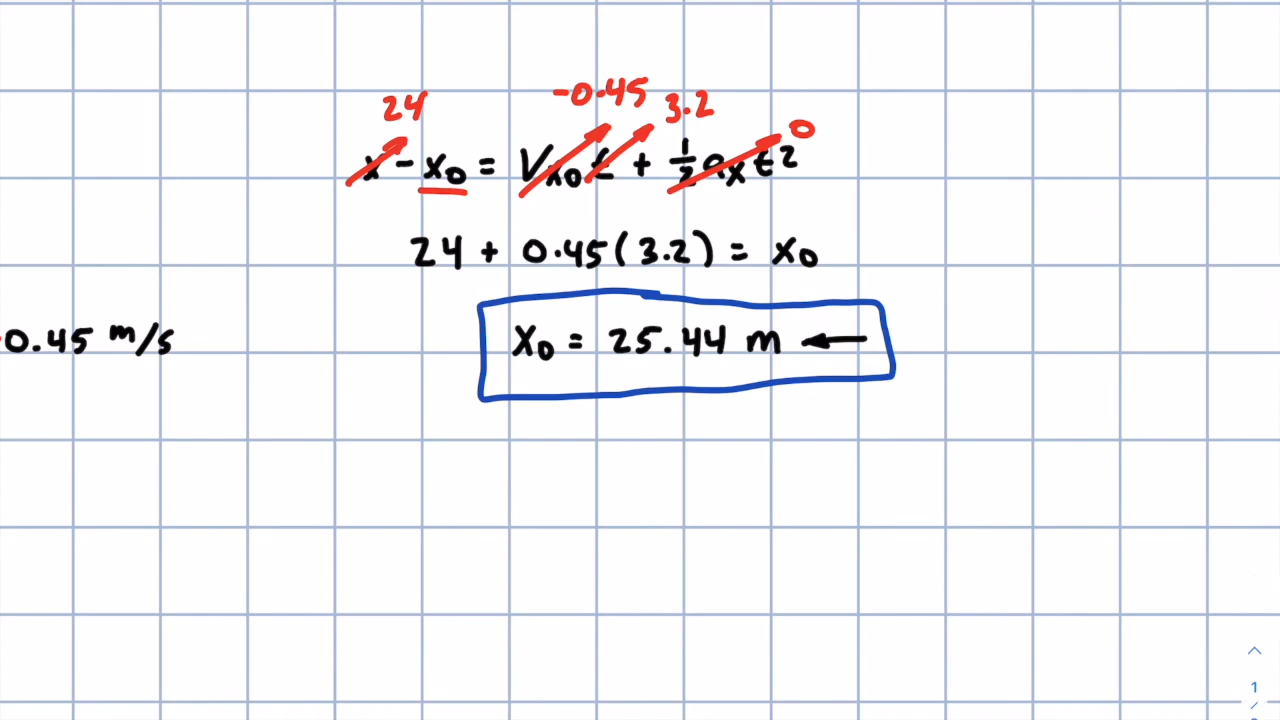 24 -0.45 3.2 0
x - x₀ = Vₓ₀t + ½aₓt²
24 + 0.45(3.2) = x₀
0.45 m/s
x₀ = 25.44 m ←
1
/